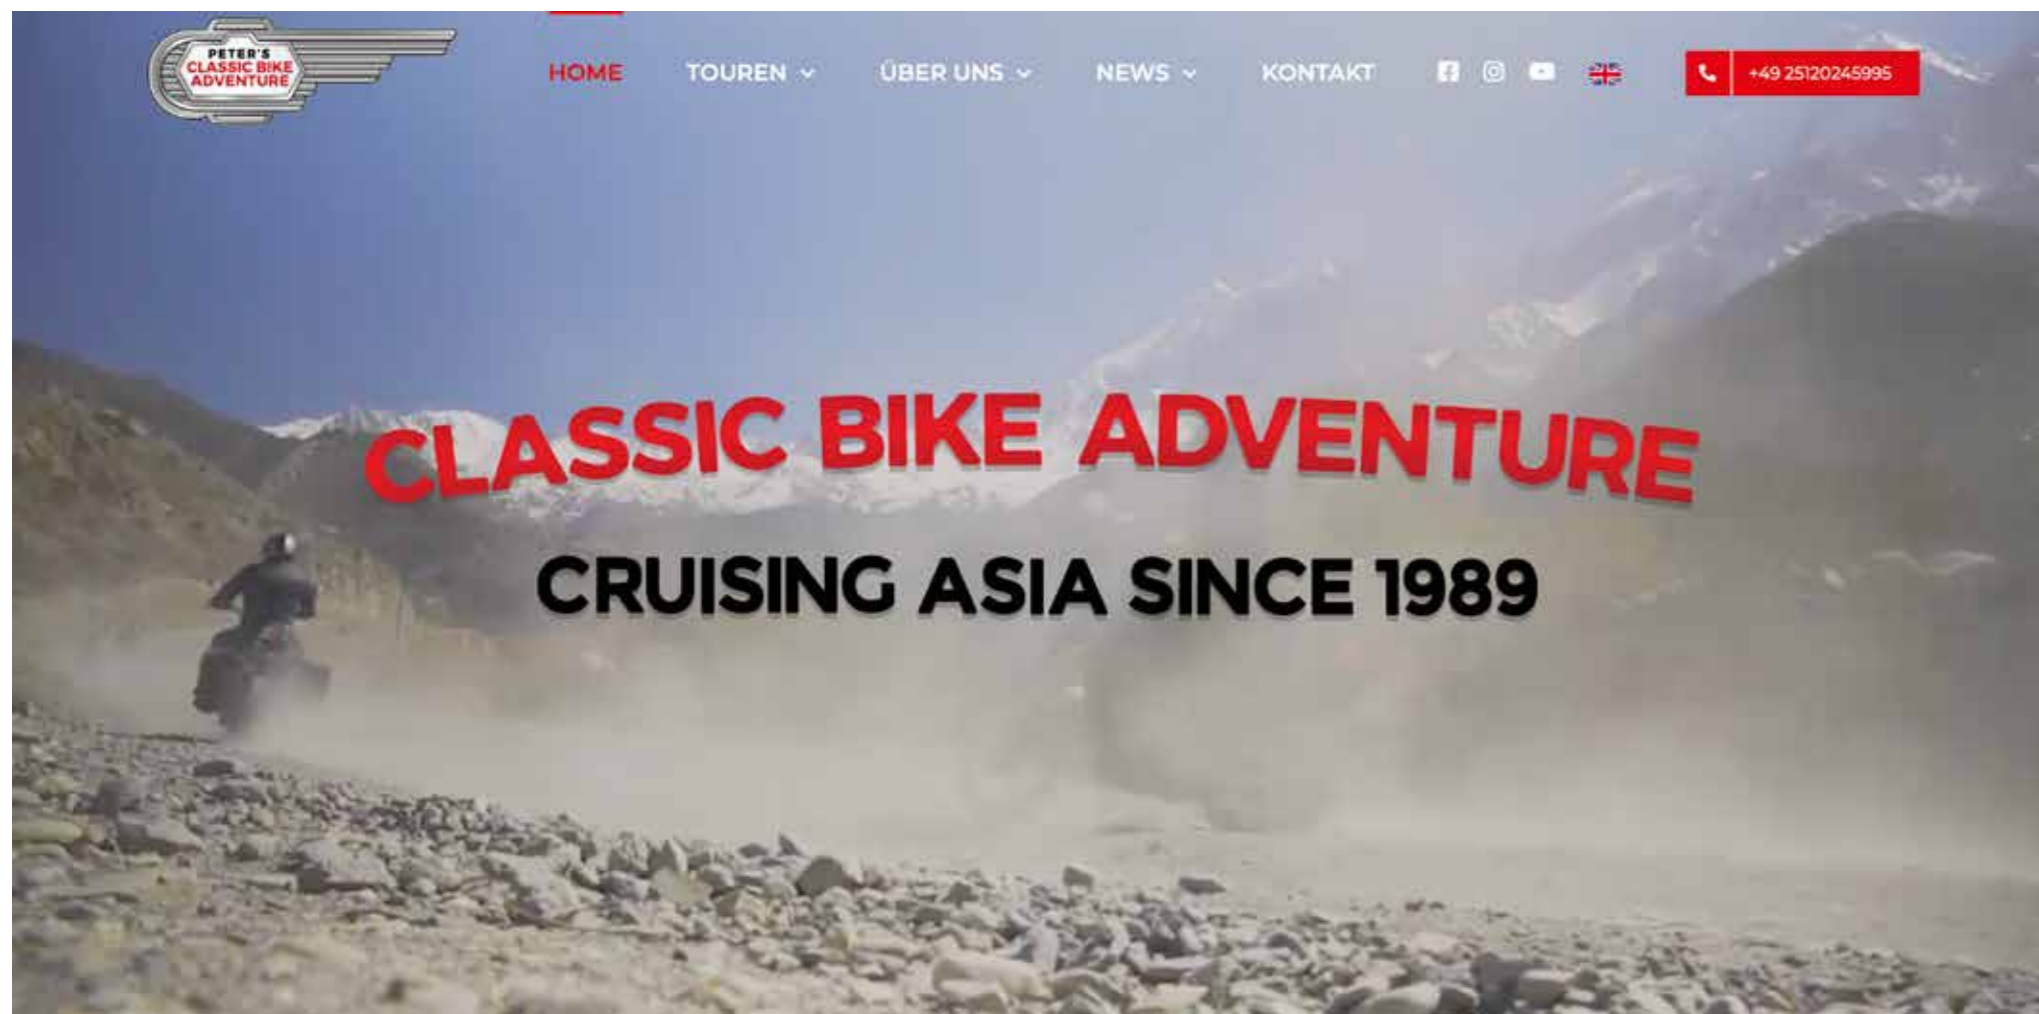 PETER'S
CLASSIC BIKE
ADVENTURE
HOME TOUREN ÜBER UNS NEWS KONTAKT +49 25120245995
CLASSIC BIKE ADVENTURE
CRUISING ASIA SINCE 1989